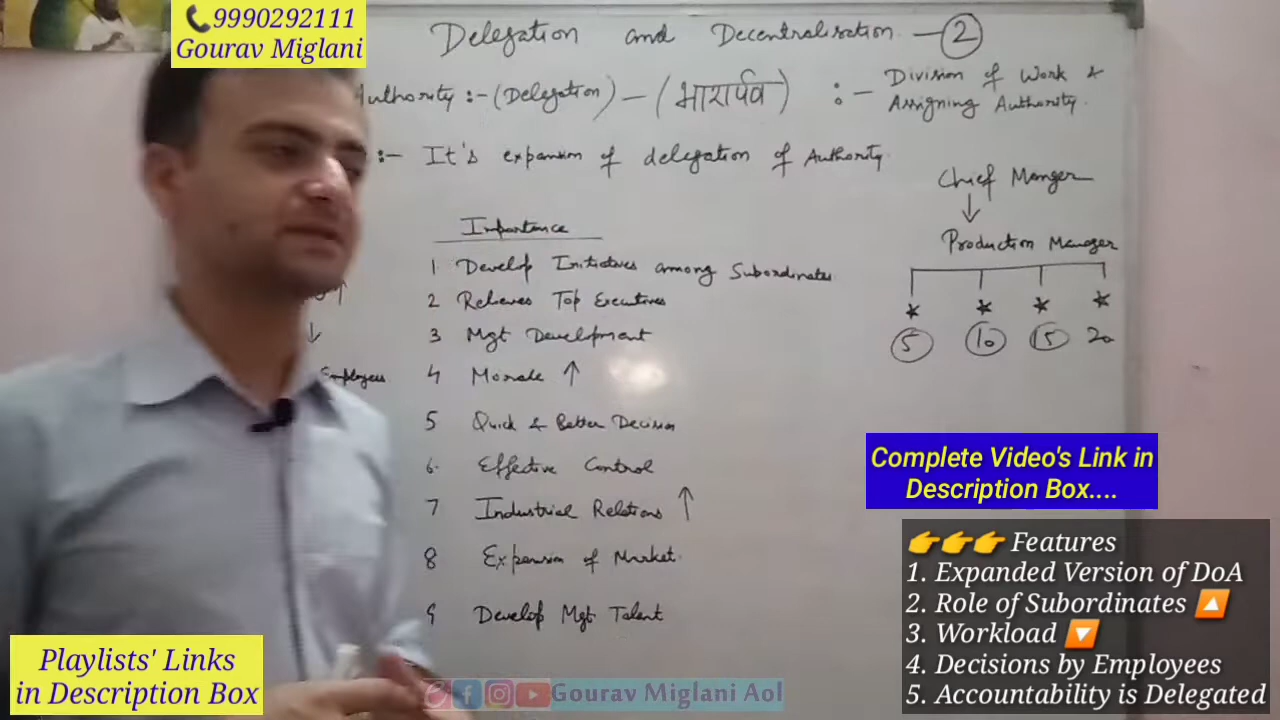 📞9990292111
Gourav Miglani
Delegation and Decentralisation — 2
Authority :- (Delegation) - (भारार्पव) :- Division of Work &
Assigning Authority.
:- It's expansion of delegation of Authority.
Chief Manger
↓
Production Manager
* * * *
5 10 15 20
Importance
1 Develop Initiatives among Subordinates
2 Relieves Top Executives
3 Mgt Development
Employees
4 Morale ↑
5 Quick & Better Decision
6. Effective Control
7 Industrial Relations ↑
8 Expansion of Market
9 Develop Mgt Talent
Complete Video's Link in
Description Box....
👉👉👉 Features
1. Expanded Version of DoA
2. Role of Subordinates 🔼
3. Workload 🔽
4. Decisions by Employees
5. Accountability is Delegated
Playlists' Links
in Description Box
Gourav Miglani Aol